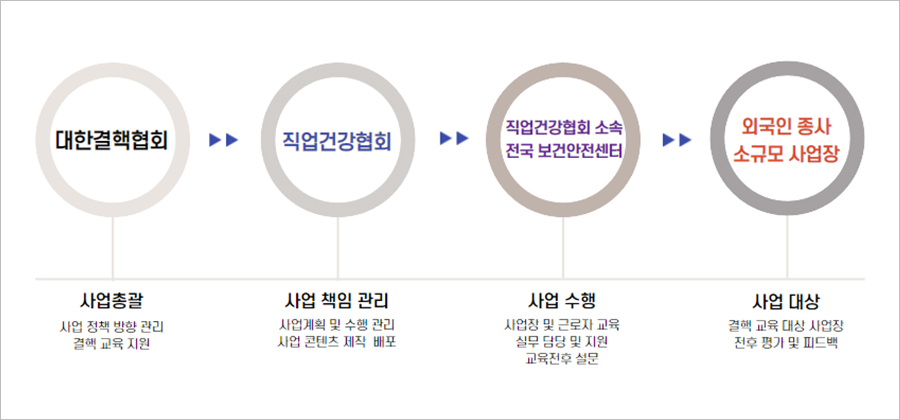 대한결핵협회
직업건강협회
직업건강협회 소속
전국 보건안전센터
외국인 종사
소규모 사업장
사업총괄
사업 정책 방향 관리
결핵 교육 지원
사업 책임 관리
사업계획 및 수행 관리
사업 콘텐츠 제작 배포
사업 수행
사업장 및 근로자 교육
실무 담당 및 지원
교육전후 설문
사업 대상
결핵 교육 대상 사업장
전후 평가 및 피드백